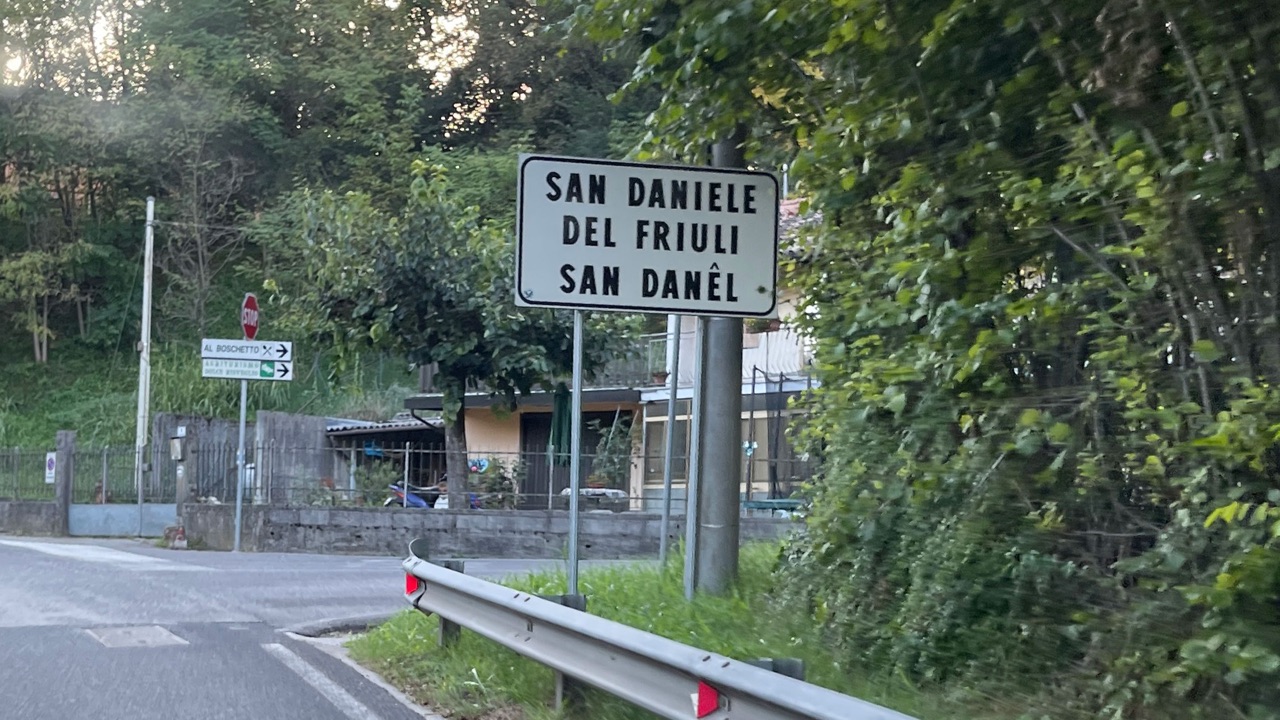 SAN DANIELE
DEL FRIULI
SAN DANÊL
STOP
AL BOSCHETTO